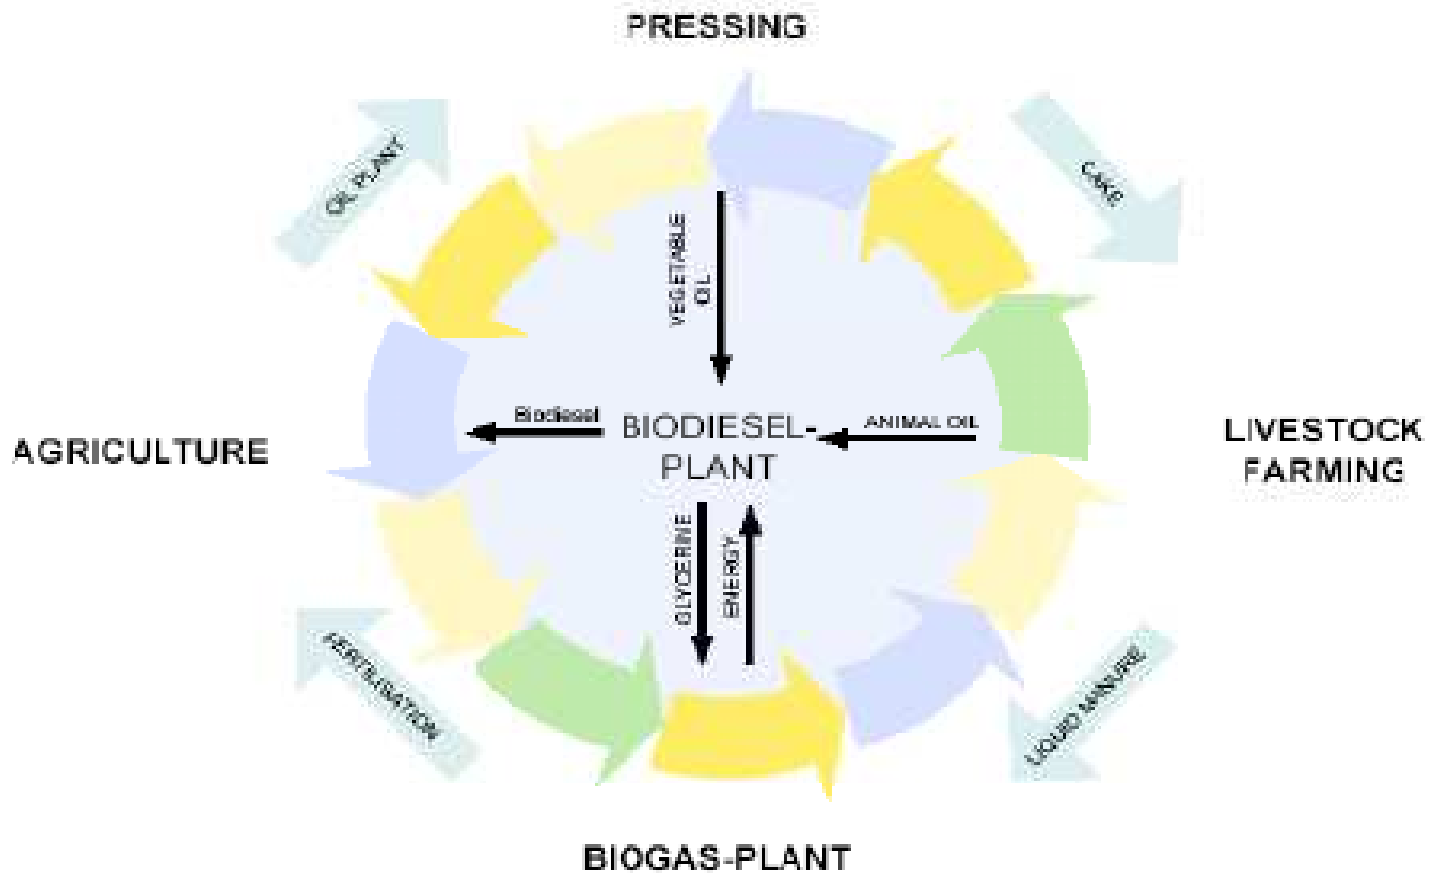 PRESSING
OIL PLANT
CAKE
VEGETABLE
OIL
Biodiesel
BIODIESEL-
PLANT
ANIMAL OIL
AGRICULTURE
LIVESTOCK
FARMING
GLYCERINE
ENERGY
FERTILISATION
LIQUID MANURE
BIOGAS-PLANT